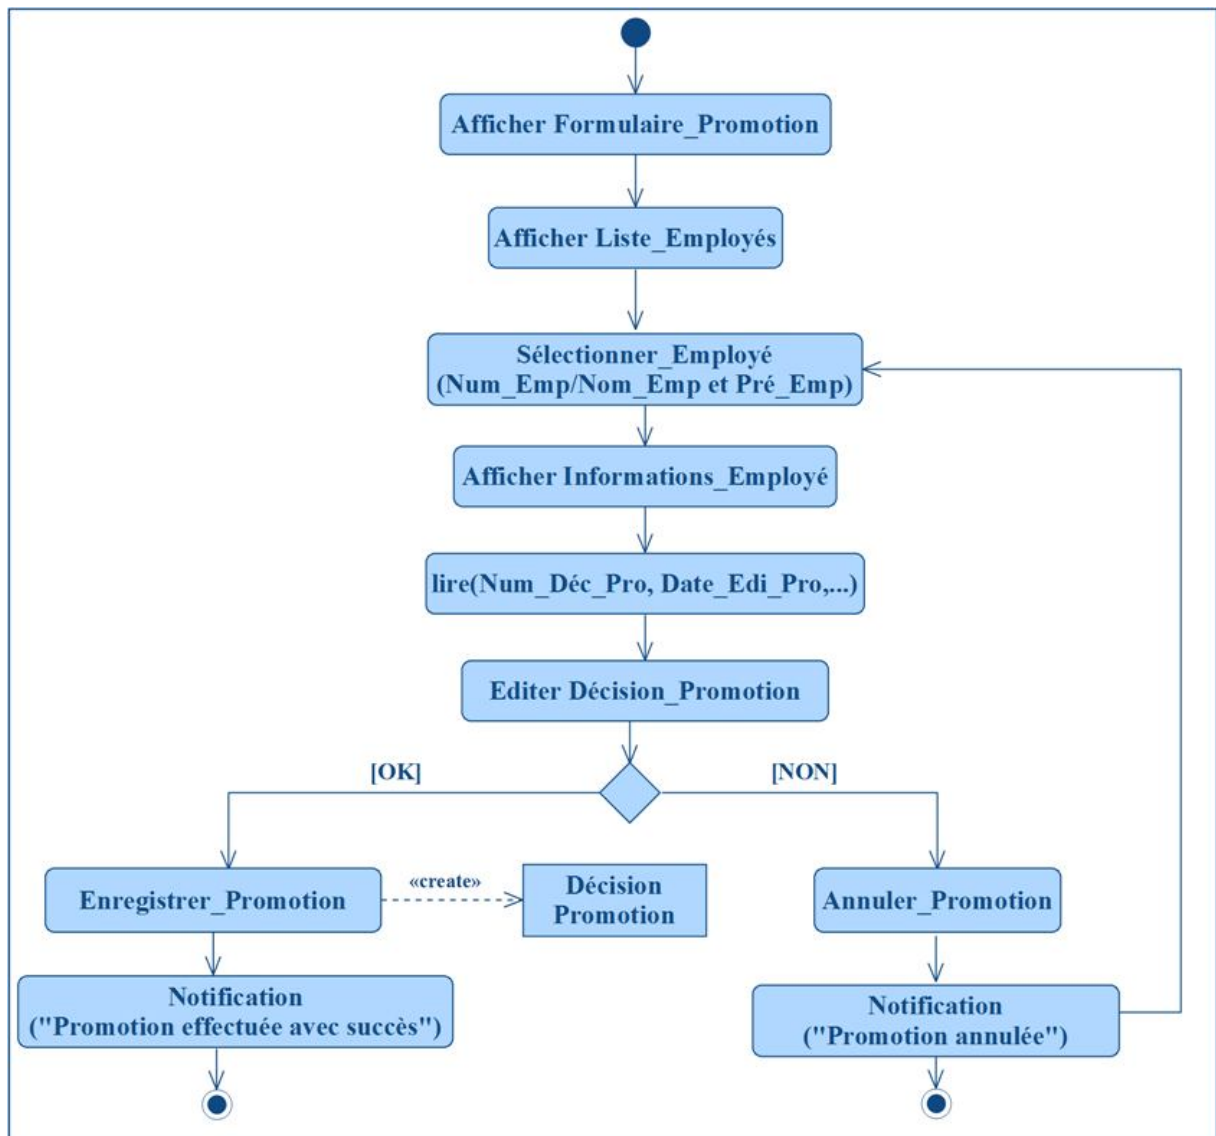 Afficher Formulaire_Promotion
Afficher Liste_Employés
Sélectionner_Employé
(Num_Emp/Nom_Emp et Pré_Emp)
Afficher Informations_Employé
lire(Num_Déc_Pro, Date_Edi_Pro,...)
Editer Décision_Promotion
[OK]
[NON]
Enregistrer_Promotion
«create»
Décision
Promotion
Annuler_Promotion
Notification
("Promotion effectuée avec succès")
Notification
("Promotion annulée")